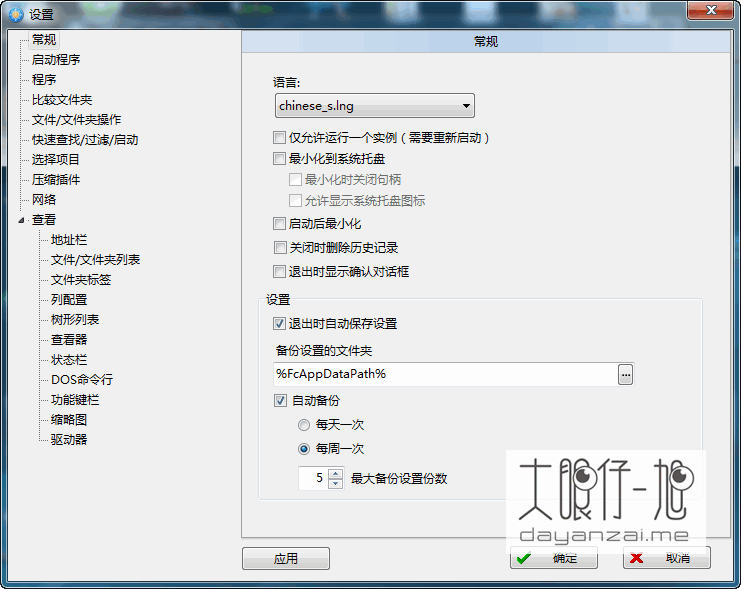 设置
常规
启动程序
程序
比较文件夹
文件/文件夹操作
快速查找/过滤/启动
选择项目
压缩插件
网络
查看
地址栏
文件/文件夹列表
文件夹标签
列配置
树形列表
查看器
状态栏
DOS命令行
功能键栏
缩略图
驱动器
常规
语言:
chinese_s.lng
仅允许运行一个实例（需要重新启动）
最小化到系统托盘
最小化时关闭句柄
允许显示系统托盘图标
启动后最小化
关闭时删除历史记录
退出时显示确认对话框
设置
退出时自动保存设置
备份设置的文件夹
%FcAppDataPath%
...
自动备份
每天一次
每周一次
5 最大备份设置份数
大眼仔~旭
dayanzai.me
应用
确定
取消